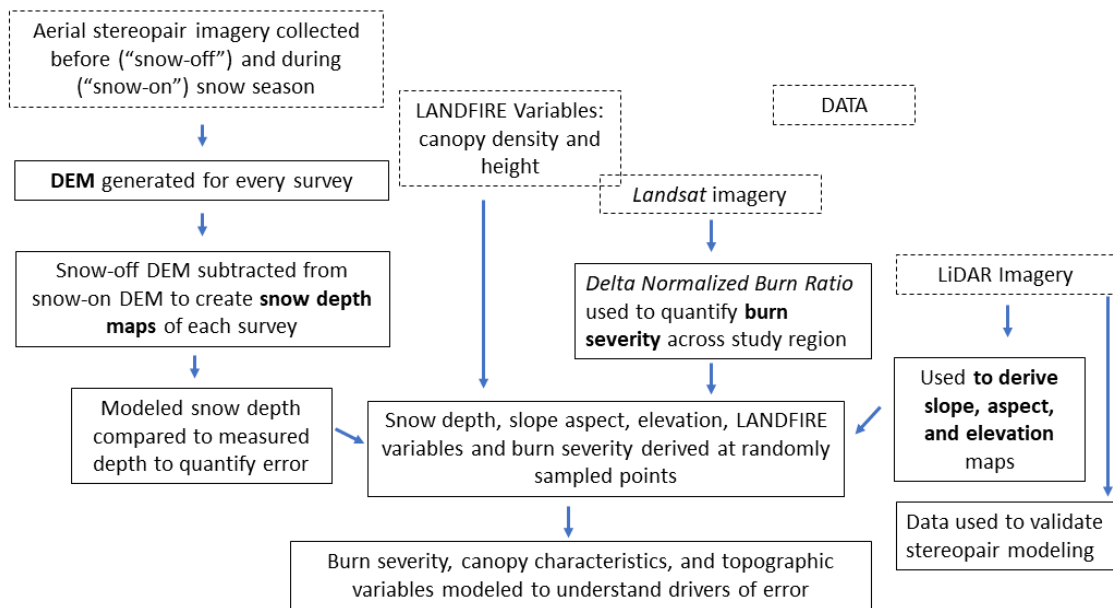 Aerial stereopair imagery collected
before (“snow-off”) and during
(“snow-on”) snow season
LANDFIRE Variables:
canopy density and
height
DATA
DEM generated for every survey
Landsat imagery
Snow-off DEM subtracted from
snow-on DEM to create snow depth
maps of each survey
Delta Normalized Burn Ratio
used to quantify burn
severity across study region
LiDAR Imagery
Modeled snow depth
compared to measured
depth to quantify error
Snow depth, slope aspect, elevation, LANDFIRE
variables and burn severity derived at randomly
sampled points
Used to derive
slope, aspect,
and elevation
maps
Data used to validate
stereopair modeling
Burn severity, canopy characteristics, and topographic
variables modeled to understand drivers of error